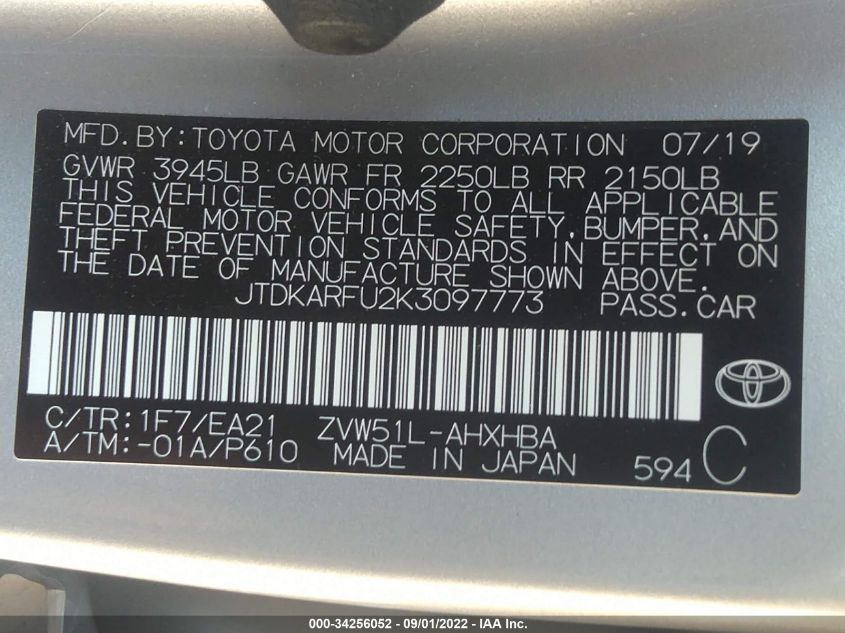 MFD.BY:TOYOTA MOTOR CORPORATION 07/19
GVWR 3945LB GAWR FR 2250LB RR 2150LB
THIS VEHICLE CONFORMS TO ALL APPLICABLE
FEDERAL MOTOR VEHICLE SAFETY,BUMPER,AND
THEFT PREVENTION STANDARDS IN EFFECT ON
THE DATE OF MANUFACTURE SHOWN ABOVE.
JTDKARFU2K3097773 PASS.CAR
C/TR:1F7/EA21 ZVW51L-AHXHBA
A/TM:-01A/P610 MADE IN JAPAN 594 C
000-34256052 - 09/01/2022 - IAA Inc.